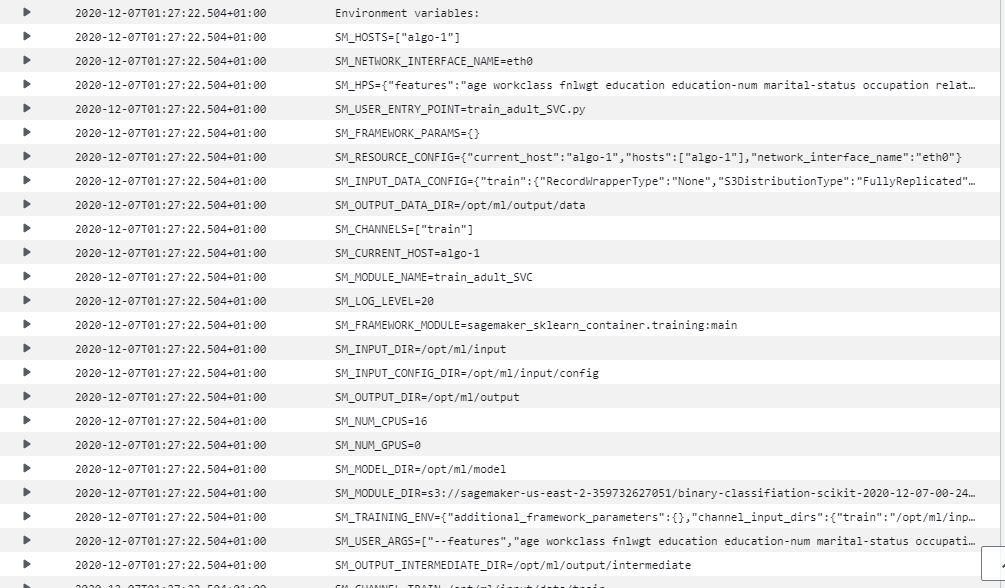 2020-12-07T01:27:22.504+01:00 Environment variables:
2020-12-07T01:27:22.504+01:00 SM_HOSTS=["algo-1"]
2020-12-07T01:27:22.504+01:00 SM_NETWORK_INTERFACE_NAME=eth0
2020-12-07T01:27:22.504+01:00 SM_HPS={"features":"age workclass fnlwgt education education-num marital-status occupation relat…
2020-12-07T01:27:22.504+01:00 SM_USER_ENTRY_POINT=train_adult_SVC.py
2020-12-07T01:27:22.504+01:00 SM_FRAMEWORK_PARAMS={}
2020-12-07T01:27:22.504+01:00 SM_RESOURCE_CONFIG={"current_host":"algo-1","hosts":["algo-1"],"network_interface_name":"eth0"}
2020-12-07T01:27:22.504+01:00 SM_INPUT_DATA_CONFIG={"train":{"RecordWrapperType":"None","S3DistributionType":"FullyReplicated"…
2020-12-07T01:27:22.504+01:00 SM_OUTPUT_DATA_DIR=/opt/ml/output/data
2020-12-07T01:27:22.504+01:00 SM_CHANNELS=["train"]
2020-12-07T01:27:22.504+01:00 SM_CURRENT_HOST=algo-1
2020-12-07T01:27:22.504+01:00 SM_MODULE_NAME=train_adult_SVC
2020-12-07T01:27:22.504+01:00 SM_LOG_LEVEL=20
2020-12-07T01:27:22.504+01:00 SM_FRAMEWORK_MODULE=sagemaker_sklearn_container.training:main
2020-12-07T01:27:22.504+01:00 SM_INPUT_DIR=/opt/ml/input
2020-12-07T01:27:22.504+01:00 SM_INPUT_CONFIG_DIR=/opt/ml/input/config
2020-12-07T01:27:22.504+01:00 SM_OUTPUT_DIR=/opt/ml/output
2020-12-07T01:27:22.504+01:00 SM_NUM_CPUS=16
2020-12-07T01:27:22.504+01:00 SM_NUM_GPUS=0
2020-12-07T01:27:22.504+01:00 SM_MODEL_DIR=/opt/ml/model
2020-12-07T01:27:22.504+01:00 SM_MODULE_DIR=s3://sagemaker-us-east-2-359732627051/binary-classifiation-scikit-2020-12-07-00-24…
2020-12-07T01:27:22.504+01:00 SM_TRAINING_ENV={"additional_framework_parameters":{},"channel_input_dirs":{"train":"/opt/ml/inp…
2020-12-07T01:27:22.504+01:00 SM_USER_ARGS=["--features","age workclass fnlwgt education education-num marital-status occupati…
2020-12-07T01:27:22.504+01:00 SM_OUTPUT_INTERMEDIATE_DIR=/opt/ml/output/intermediate